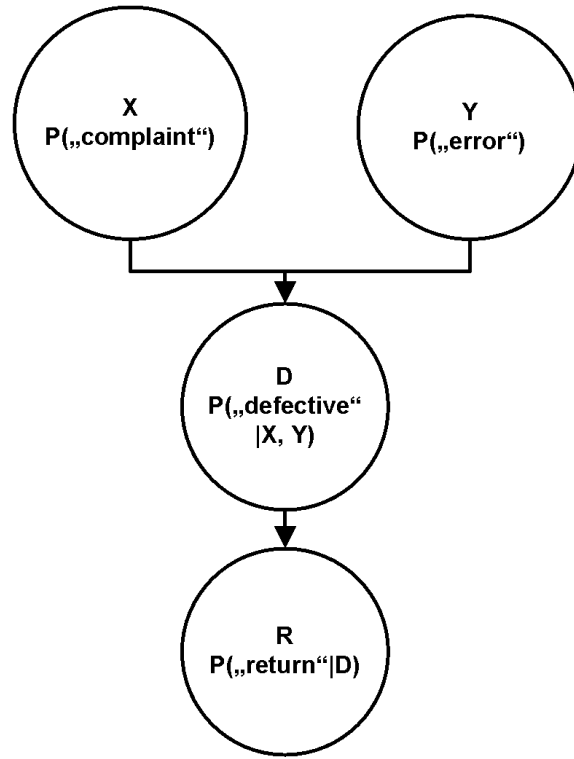 X
P(„complaint“)
Y
P(„error“)
D
P(„defective“
|X, Y)
R
P(„return“|D)